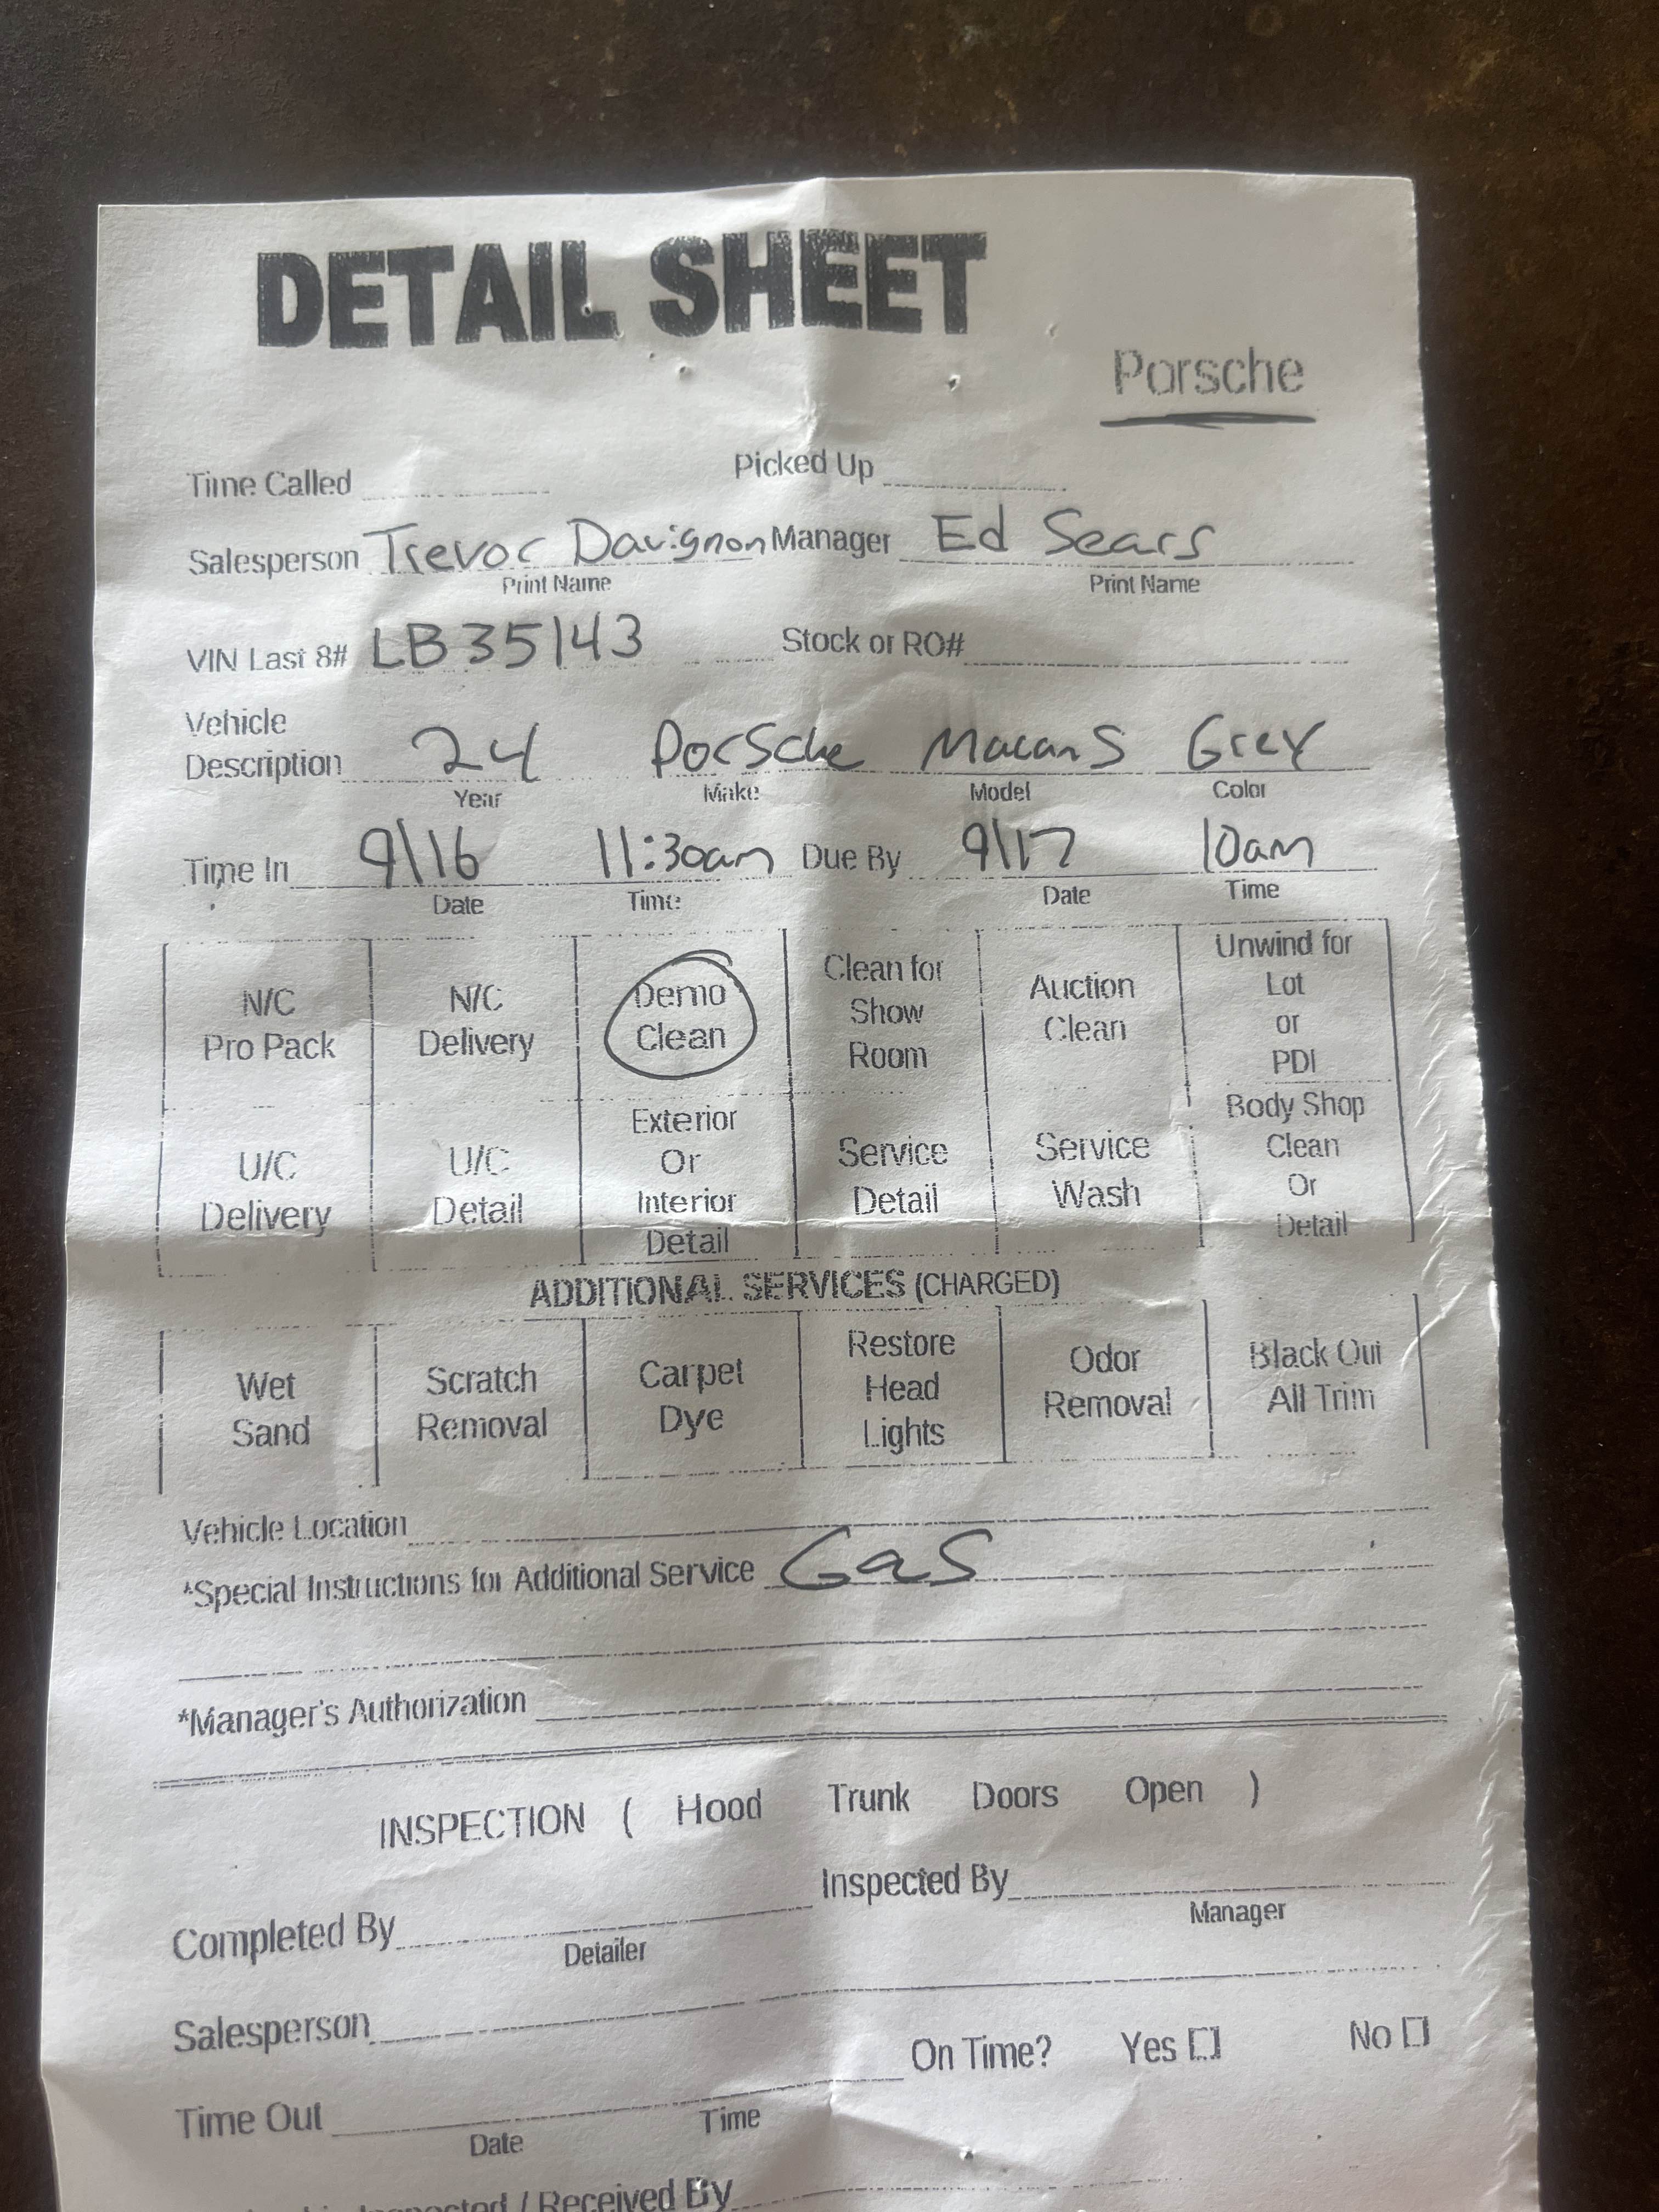 DETAIL SHEET
Porsche
Time Called Picked Up
Salesperson Trevor Davignon Manager Ed Sears
Print Name Print Name
VIN Last 8# LB35143 Stock or RO#
Vehicle
Description 24 Porsche Macan S Grey
Year Make Model Color
Time In 9/16 11:30am Due By 9/17 10am
Date Time Date Time
N/C Pro Pack
N/C Delivery
Demo Clean
Clean for Show Room
Auction Clean
Unwind for Lot or PDI
U/C Delivery
U/C Detail
Exterior Or Interior Detail
Service Detail
Service Wash
Body Shop Clean Or Detail
ADDITIONAL SERVICES (CHARGED)
Wet Sand
Scratch Removal
Carpet Dye
Restore Head Lights
Odor Removal
Black Out All Trim
Vehicle Location
*Special Instructions for Additional Service Gas
*Manager's Authorization
INSPECTION ( Hood Trunk Doors Open )
Completed By Inspected By
Detailer Manager
Salesperson
On Time? Yes [ ] No [ ]
Time Out
Date Time
Inspected / Received By